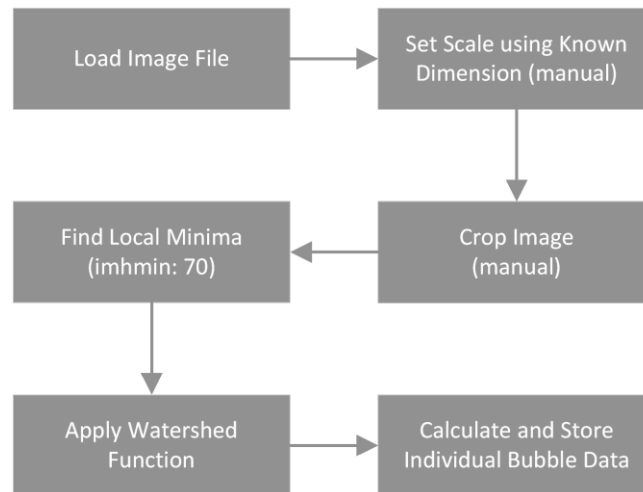 Load Image File
Set Scale using Known
Dimension (manual)
Crop Image
(manual)
Find Local Minima
(imhmin: 70)
Apply Watershed
Function
Calculate and Store
Individual Bubble Data